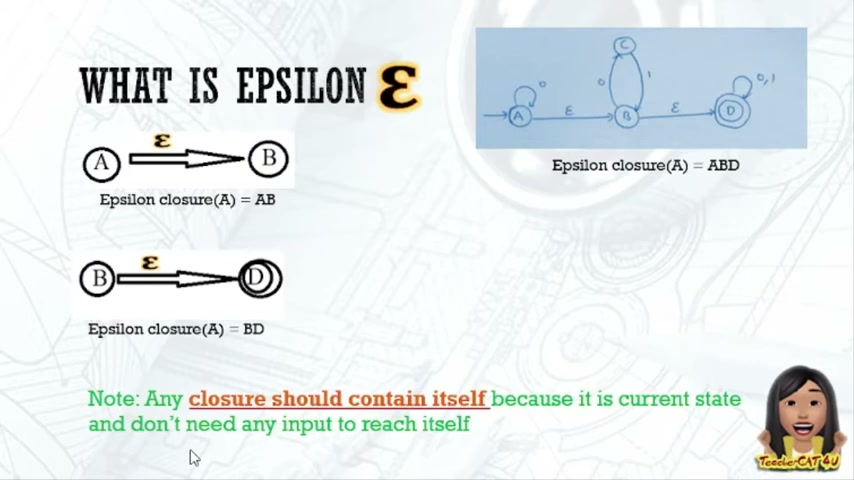 WHAT IS EPSILON ε
A ε B
Epsilon closure(A) = AB
B ε D
Epsilon closure(A) = BD
C
0 0 1 0,1
A ε B ε D
Epsilon closure(A) = ABD
Note: Any closure should contain itself because it is current state
and don't need any input to reach itself
TeacherCAT4U